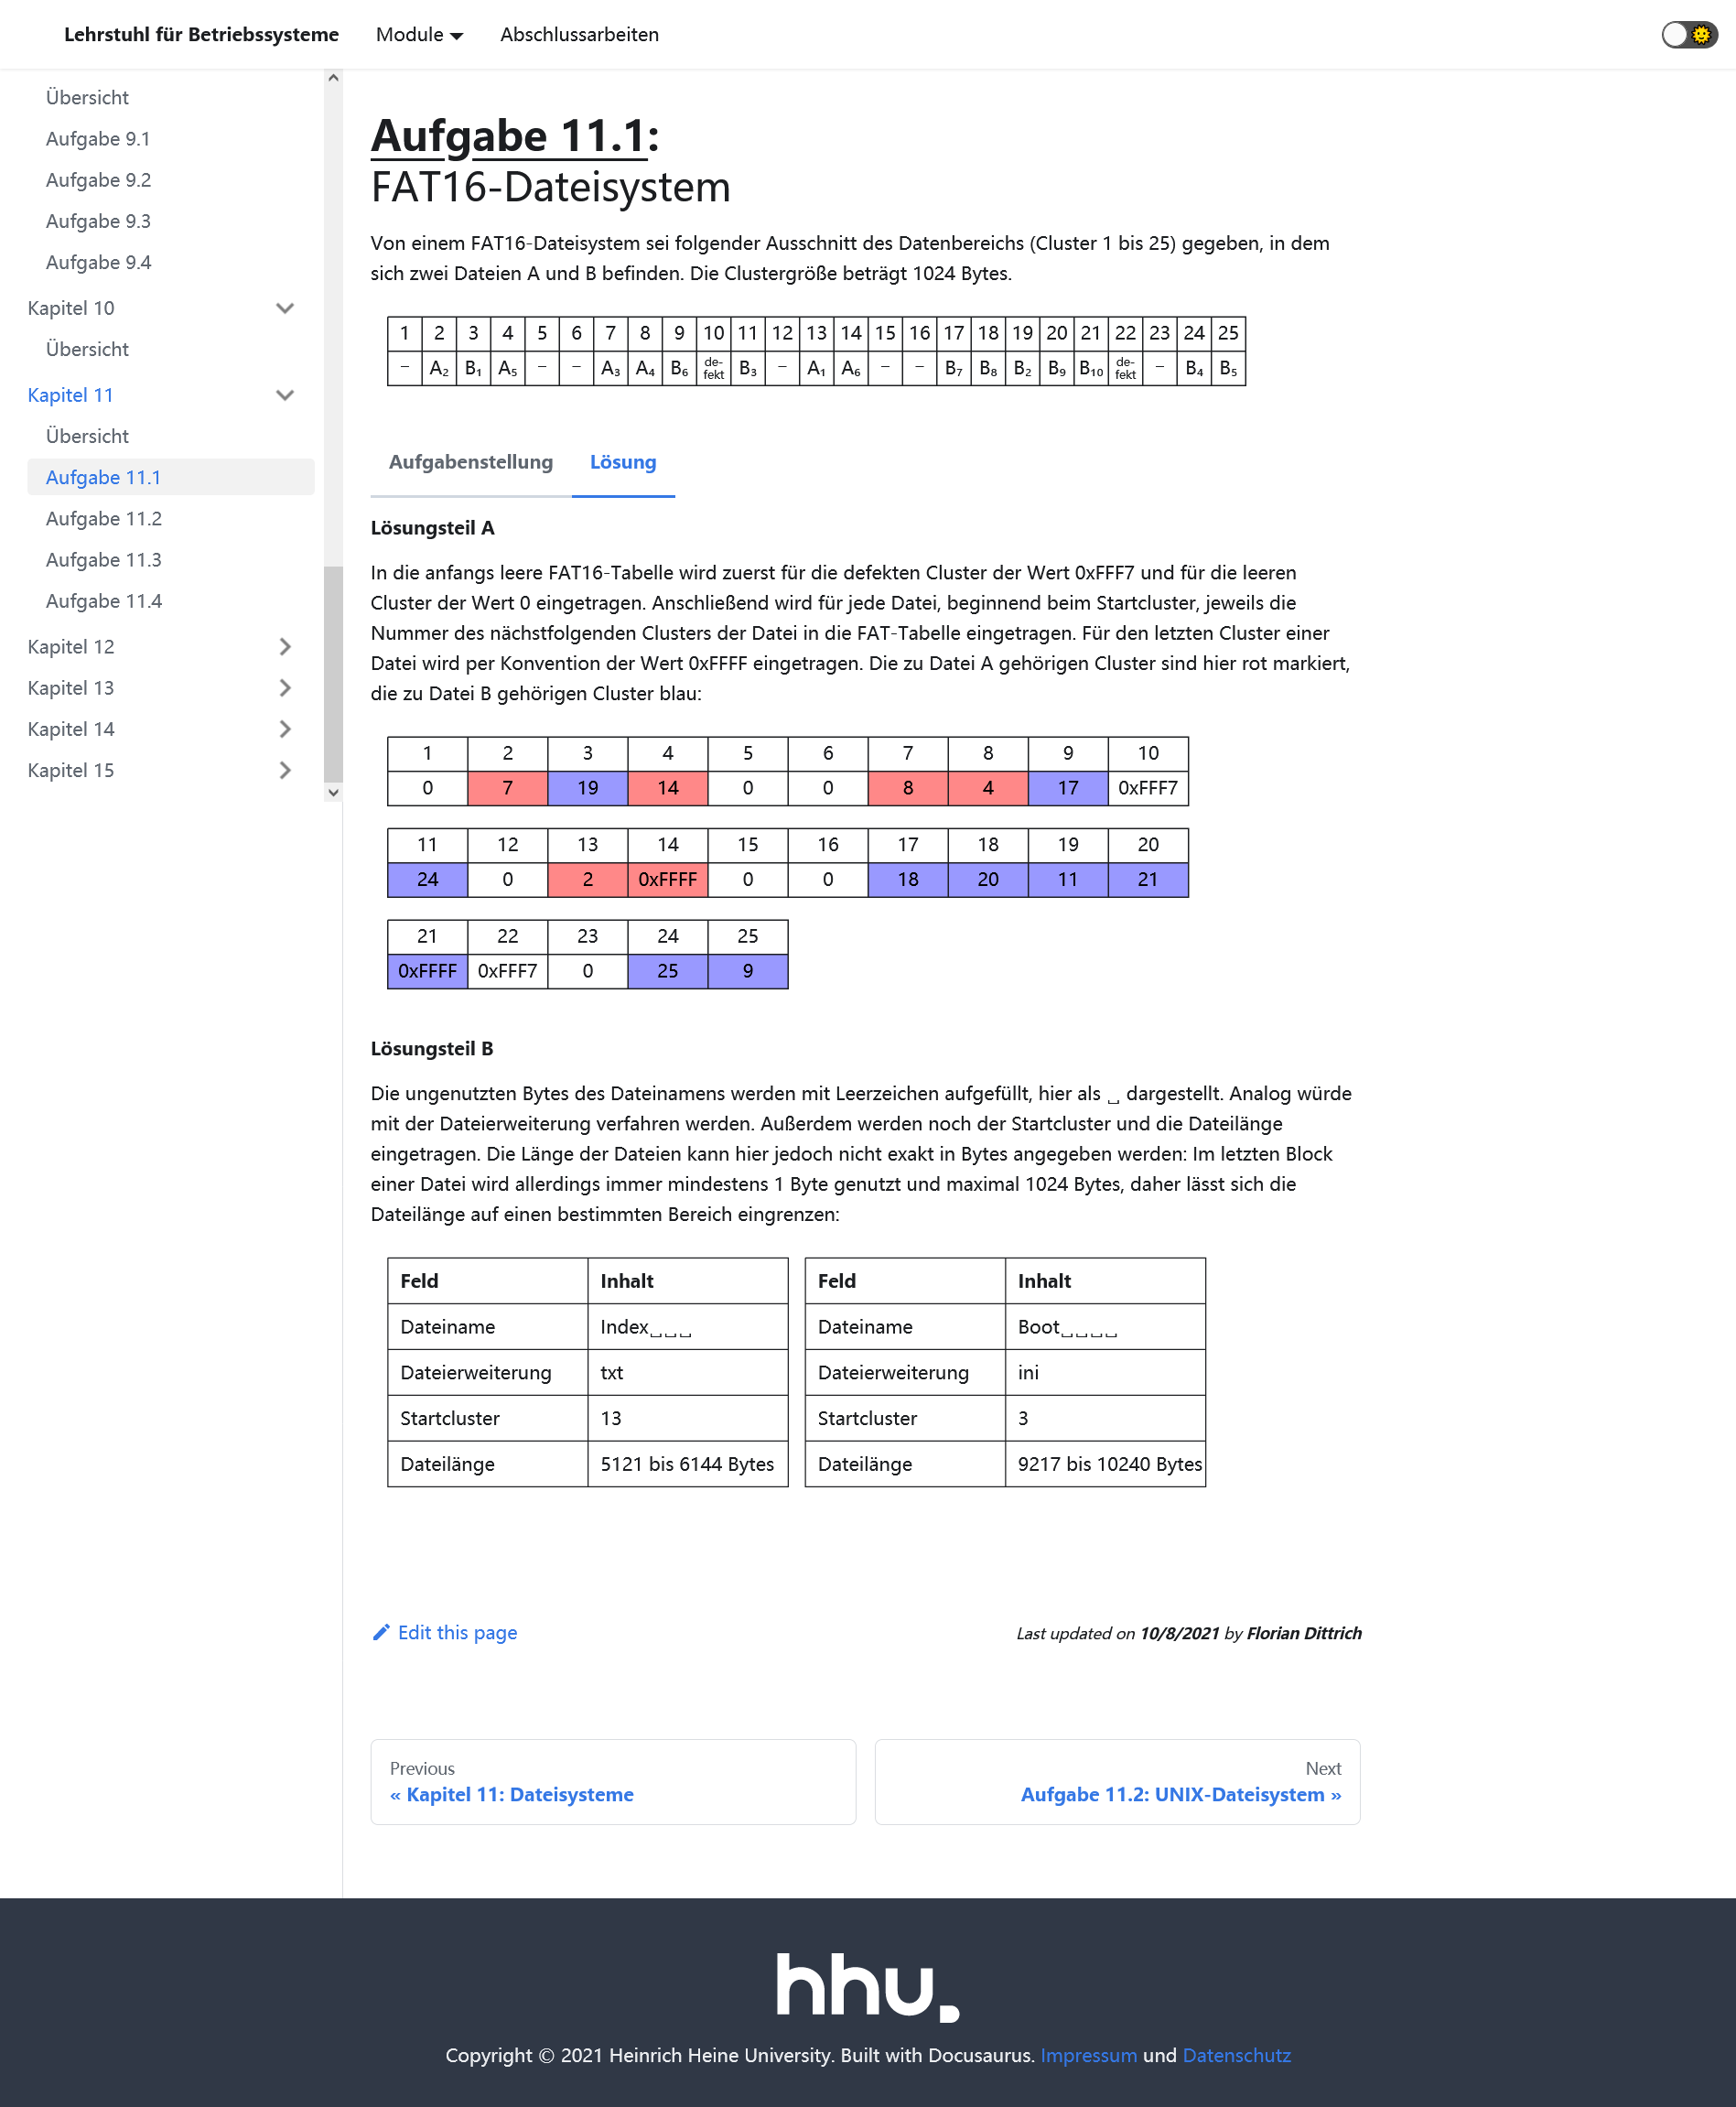 Lehrstuhl für Betriebssysteme Module Abschlussarbeiten
Übersicht
Aufgabe 9.1
Aufgabe 9.2
Aufgabe 9.3
Aufgabe 9.4
Kapitel 10
Übersicht
Kapitel 11
Übersicht
Aufgabe 11.1
Aufgabe 11.2
Aufgabe 11.3
Aufgabe 11.4
Kapitel 12
Kapitel 13
Kapitel 14
Kapitel 15
Aufgabe 11.1:
FAT16-Dateisystem
Von einem FAT16-Dateisystem sei folgender Ausschnitt des Datenbereichs (Cluster 1 bis 25) gegeben, in dem
sich zwei Dateien A und B befinden. Die Clustergröße beträgt 1024 Bytes.
1 2 3 4 5 6 7 8 9 10 11 12 13 14 15 16 17 18 19 20 21 22 23 24 25
– A₂ B₁ A₅ – – A₃ A₄ B₆ de-fekt B₃ – A₁ A₆ – – B₇ B₈ B₂ B₉ B₁₀ de-fekt – B₄ B₅
Aufgabenstellung Lösung
Lösungsteil A
In die anfangs leere FAT16-Tabelle wird zuerst für die defekten Cluster der Wert 0xFFF7 und für die leeren
Cluster der Wert 0 eingetragen. Anschließend wird für jede Datei, beginnend beim Startcluster, jeweils die
Nummer des nächstfolgenden Clusters der Datei in die FAT-Tabelle eingetragen. Für den letzten Cluster einer
Datei wird per Konvention der Wert 0xFFFF eingetragen. Die zu Datei A gehörigen Cluster sind hier rot markiert,
die zu Datei B gehörigen Cluster blau:
1 2 3 4 5 6 7 8 9 10
0 7 19 14 0 0 8 4 17 0xFFF7
11 12 13 14 15 16 17 18 19 20
24 0 2 0xFFFF 0 0 18 20 11 21
21 22 23 24 25
0xFFFF 0xFFF7 0 25 9
Lösungsteil B
Die ungenutzten Bytes des Dateinamens werden mit Leerzeichen aufgefüllt, hier als ␣ dargestellt. Analog würde
mit der Dateierweiterung verfahren werden. Außerdem werden noch der Startcluster und die Dateilänge
eingetragen. Die Länge der Dateien kann hier jedoch nicht exakt in Bytes angegeben werden: Im letzten Block
einer Datei wird allerdings immer mindestens 1 Byte genutzt und maximal 1024 Bytes, daher lässt sich die
Dateilänge auf einen bestimmten Bereich eingrenzen:
Feld Inhalt Feld Inhalt
Dateiname Index␣␣␣ Dateiname Boot␣␣␣␣
Dateierweiterung txt Dateierweiterung ini
Startcluster 13 Startcluster 3
Dateilänge 5121 bis 6144 Bytes Dateilänge 9217 bis 10240 Bytes
Edit this page Last updated on 10/8/2021 by Florian Dittrich
Previous
« Kapitel 11: Dateisysteme
Next
Aufgabe 11.2: UNIX-Dateisystem »
hhu.
Copyright © 2021 Heinrich Heine University. Built with Docusaurus. Impressum und Datenschutz